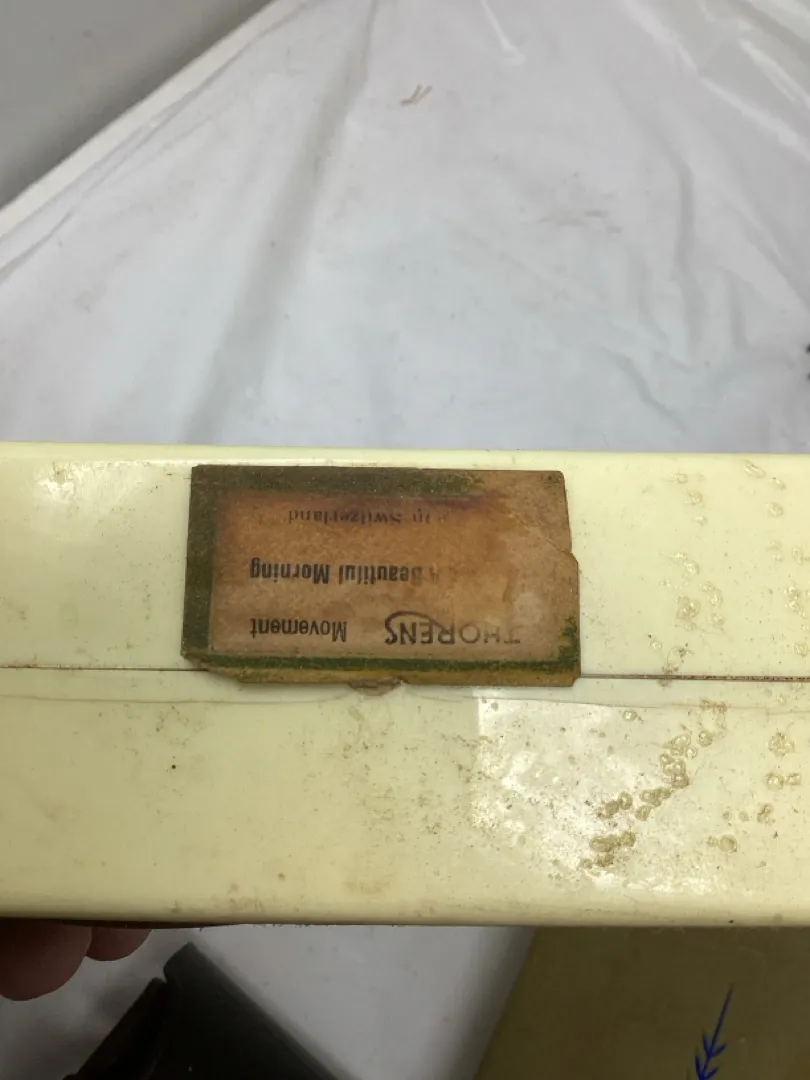 THORENS Movement
A Beautiful Morning
Switzerland